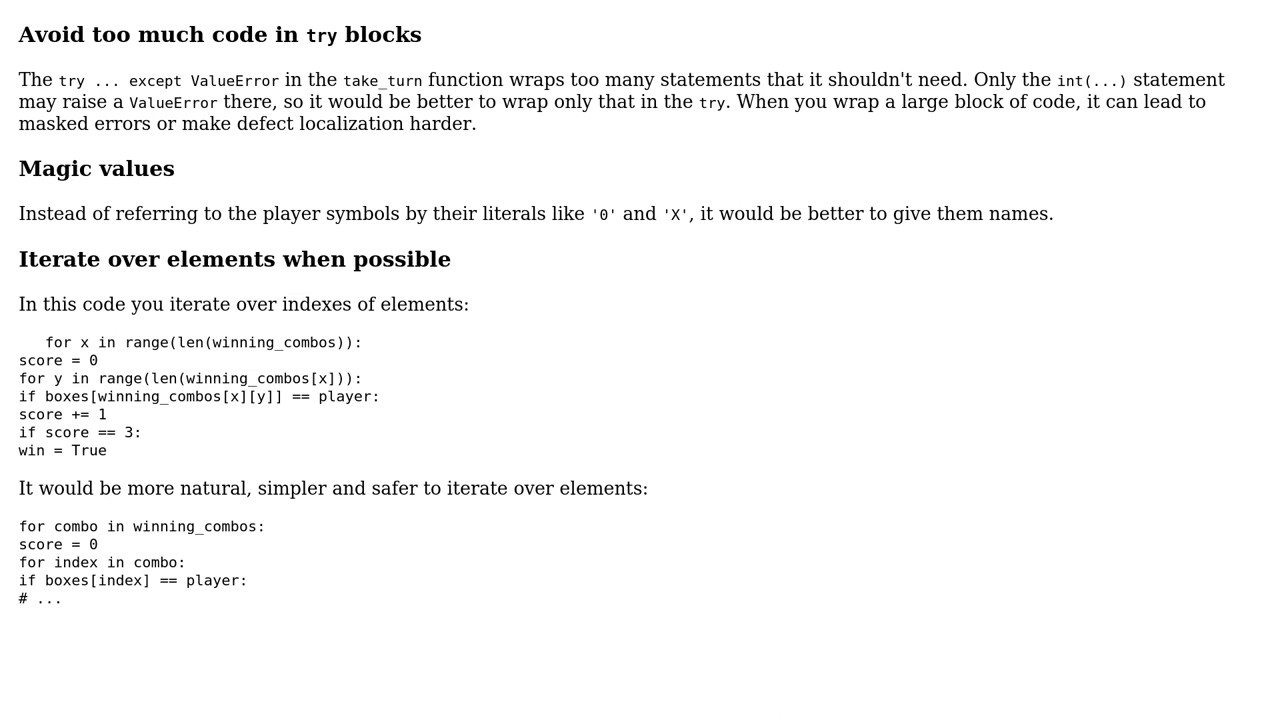 Avoid too much code in try blocks
The try ... except ValueError in the take_turn function wraps too many statements that it shouldn't need. Only the int(...) statement
may raise a ValueError there, so it would be better to wrap only that in the try. When you wrap a large block of code, it can lead to
masked errors or make defect localization harder.
Magic values
Instead of referring to the player symbols by their literals like '0' and 'X', it would be better to give them names.
Iterate over elements when possible
In this code you iterate over indexes of elements:
   for x in range(len(winning_combos)):
score = 0
for y in range(len(winning_combos[x])):
if boxes[winning_combos[x][y]] == player:
score += 1
if score == 3:
win = True
It would be more natural, simpler and safer to iterate over elements:
for combo in winning_combos:
score = 0
for index in combo:
if boxes[index] == player:
# ...